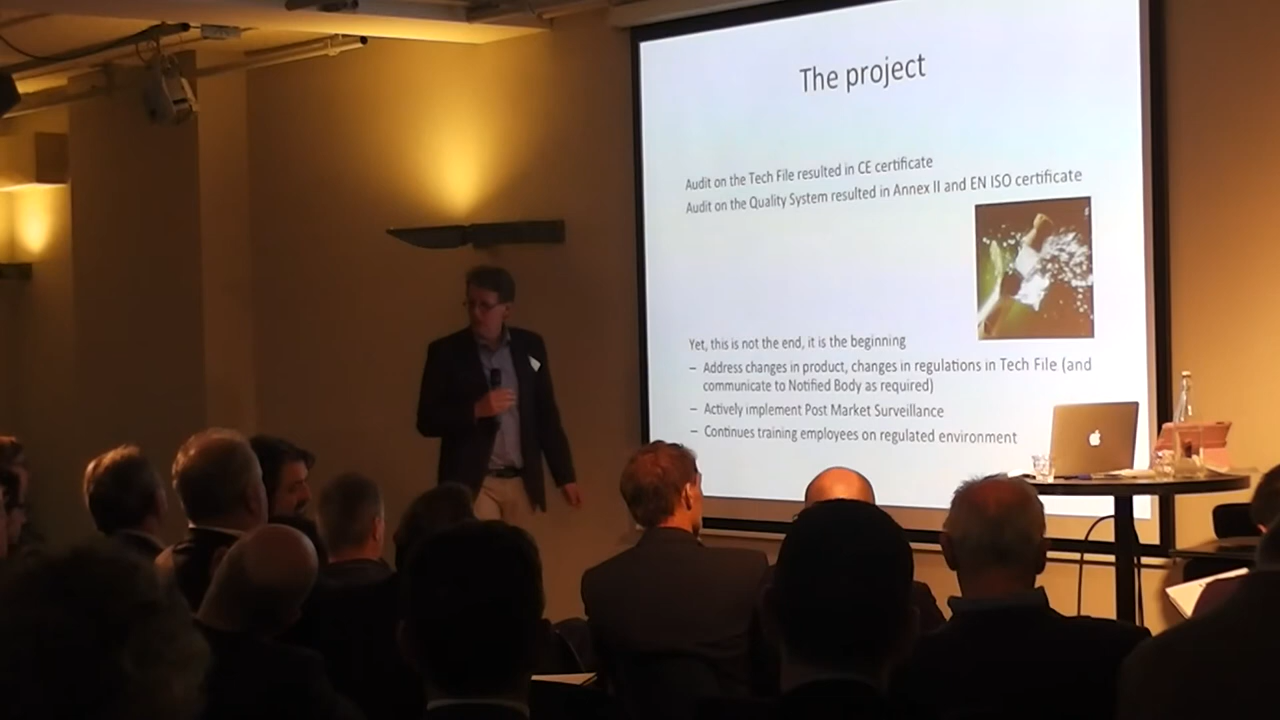 The project
Audit on the Tech File resulted in CE certificate
Audit on the Quality System resulted in Annex II and EN ISO certificate
Yet, this is not the end, it is the beginning
– Address changes in product, changes in regulations in Tech File (and
communicate to Notified Body as required)
– Actively implement Post Market Surveillance
– Continues training employees on regulated environment